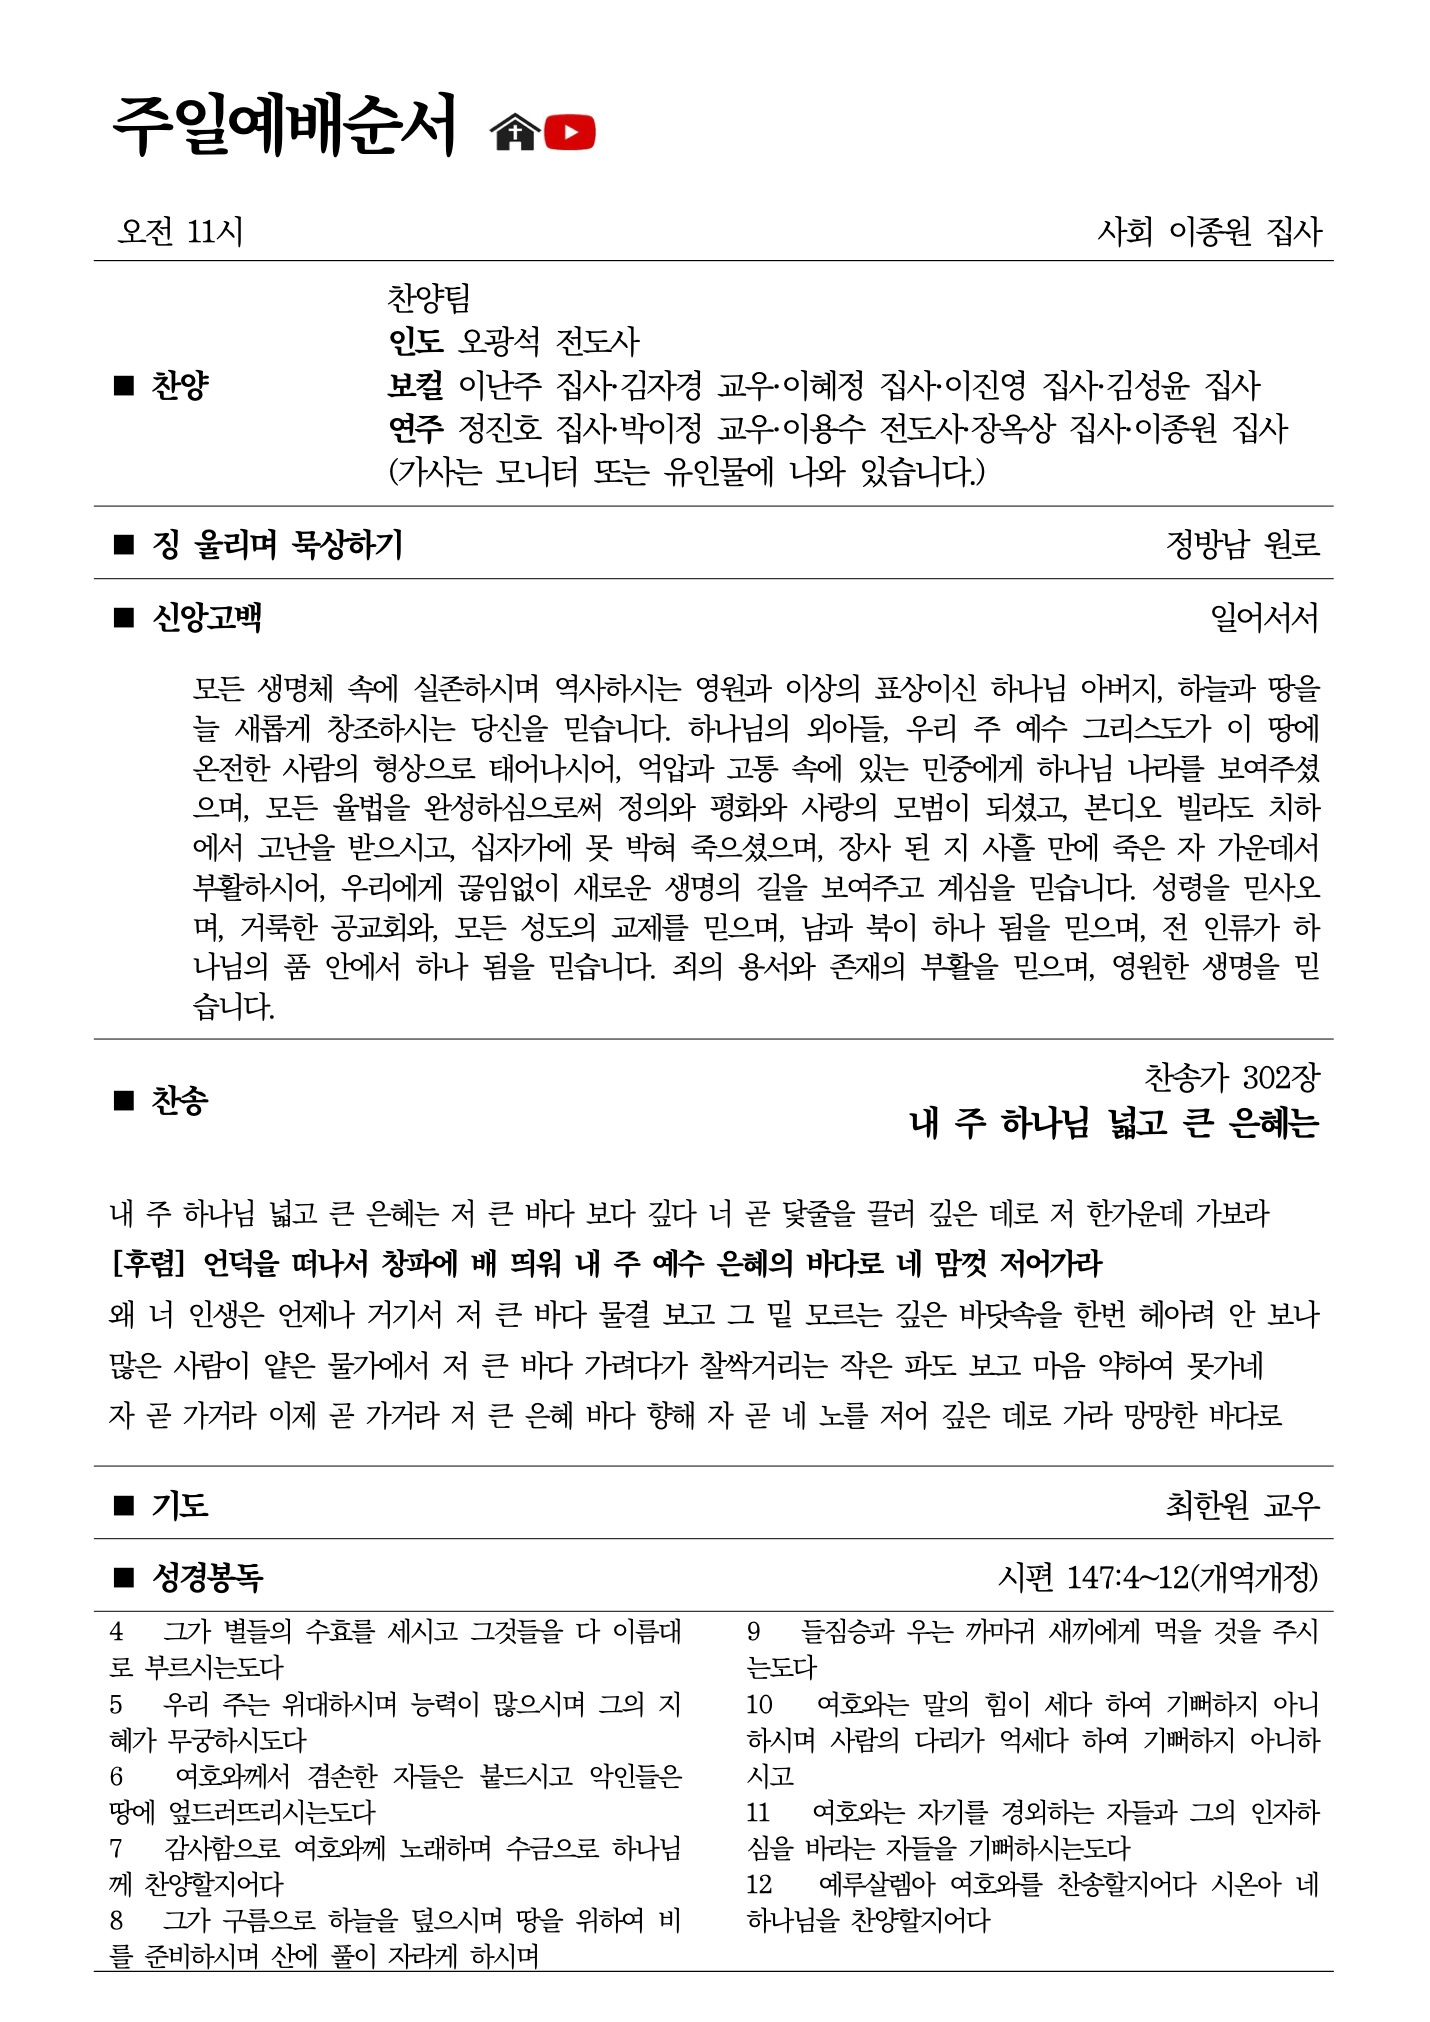 주일예배순서
오전 11시 사회 이종원 집사
찬양팀
인도 오광석 전도사
■ 찬양 보컬 이난주 집사·김자경 교우·이혜정 집사·이진영 집사·김성윤 집사
연주 정진호 집사·박이정 교우·이용수 전도사·장옥상 집사·이종원 집사
(가사는 모니터 또는 유인물에 나와 있습니다.)
■ 징 울리며 묵상하기 정방남 원로
■ 신앙고백 일어서서
모든 생명체 속에 실존하시며 역사하시는 영원과 이상의 표상이신 하나님 아버지, 하늘과 땅을
늘 새롭게 창조하시는 당신을 믿습니다. 하나님의 외아들, 우리 주 예수 그리스도가 이 땅에
온전한 사람의 형상으로 태어나시어, 억압과 고통 속에 있는 민중에게 하나님 나라를 보여주셨
으며, 모든 율법을 완성하심으로써 정의와 평화와 사랑의 모범이 되셨고, 본디오 빌라도 치하
에서 고난을 받으시고, 십자가에 못 박혀 죽으셨으며, 장사 된 지 사흘 만에 죽은 자 가운데서
부활하시어, 우리에게 끊임없이 새로운 생명의 길을 보여주고 계심을 믿습니다. 성령을 믿사오
며, 거룩한 공교회와, 모든 성도의 교제를 믿으며, 남과 북이 하나 됨을 믿으며, 전 인류가 하
나님의 품 안에서 하나 됨을 믿습니다. 죄의 용서와 존재의 부활을 믿으며, 영원한 생명을 믿
습니다.
찬송가 302장
■ 찬송
내 주 하나님 넓고 큰 은혜는
내 주 하나님 넓고 큰 은혜는 저 큰 바다 보다 깊다 너 곧 닻줄을 끌러 깊은 데로 저 한가운데 가보라
[후렴] 언덕을 떠나서 창파에 배 띄워 내 주 예수 은혜의 바다로 네 맘껏 저어가라
왜 너 인생은 언제나 거기서 저 큰 바다 물결 보고 그 밑 모르는 깊은 바닷속을 한번 헤아려 안 보나
많은 사람이 얕은 물가에서 저 큰 바다 가려다가 찰싹거리는 작은 파도 보고 마음 약하여 못가네
자 곧 가거라 이제 곧 가거라 저 큰 은혜 바다 향해 자 곧 네 노를 저어 깊은 데로 가라 망망한 바다로
■ 기도 최한원 교우
■ 성경봉독 시편 147:4~12(개역개정)
4 그가 별들의 수효를 세시고 그것들을 다 이름대
로 부르시는도다
5 우리 주는 위대하시며 능력이 많으시며 그의 지
혜가 무궁하시도다
6 여호와께서 겸손한 자들은 붙드시고 악인들은
땅에 엎드러뜨리시는도다
7 감사함으로 여호와께 노래하며 수금으로 하나님
께 찬양할지어다
8 그가 구름으로 하늘을 덮으시며 땅을 위하여 비
를 준비하시며 산에 풀이 자라게 하시며
9 들짐승과 우는 까마귀 새끼에게 먹을 것을 주시
는도다
10 여호와는 말의 힘이 세다 하여 기뻐하지 아니
하시며 사람의 다리가 억세다 하여 기뻐하지 아니하
시고
11 여호와는 자기를 경외하는 자들과 그의 인자하
심을 바라는 자들을 기뻐하시는도다
12 예루살렘아 여호와를 찬송할지어다 시온아 네
하나님을 찬양할지어다